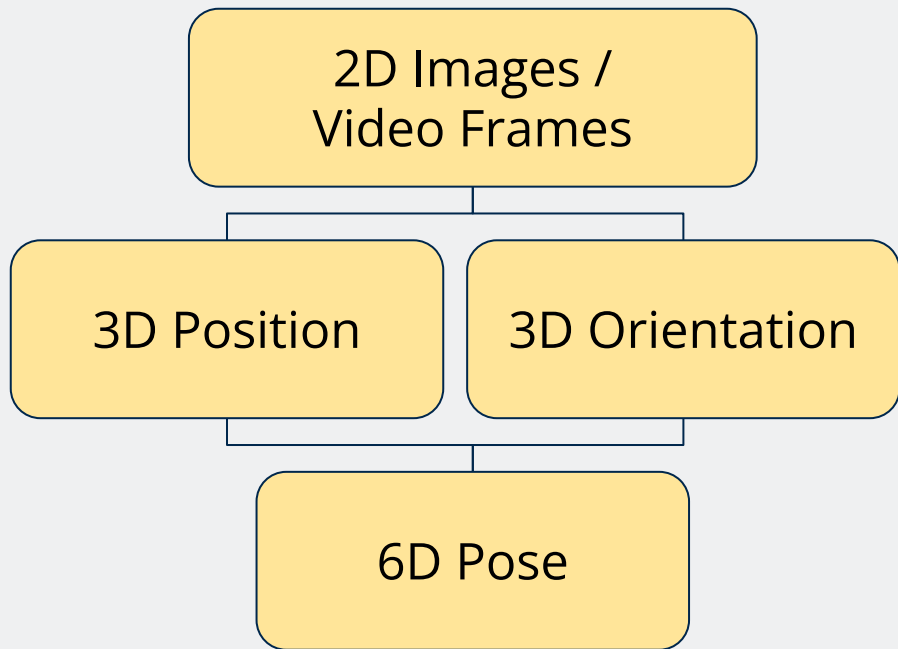 2D Images /
Video Frames
3D Position
3D Orientation
6D Pose